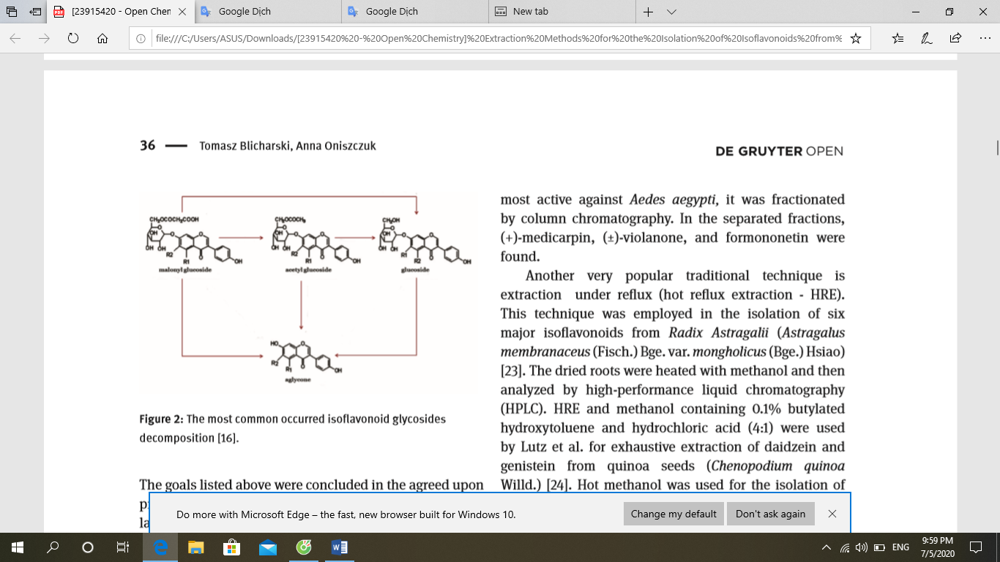 [23915420 - Open Chem
Google Dịch
Google Dịch
New tab
file:///C:/Users/ASUS/Downloads/[23915420%20-%20Open%20Chemistry]%20Extraction%20Methods%20for%20the%20Isolation%20of%20Isoflavonoids%20from%
36 — Tomasz Blicharski, Anna Oniszczuk
DE GRUYTER OPEN
CH₂OCOCH₂COOH
OH
O
O
OH OH
R2
R1
O
OH
malonyl glucoside
CH₂OCOCH₃
OH
O
O
OH OH
R2
R1
O
OH
acetyl glucoside
CH₂OH
OH
O
O
OH OH
R1
R2
O
OH
glucoside
HO
O
R2
R1
O
OH
aglycone
Figure 2: The most common occurred isoflavonoid glycosides
decomposition [16].
The goals listed above were concluded in the agreed upon
most active against Aedes aegypti, it was fractionated
by column chromatography. In the separated fractions,
(+)-medicarpin, (±)-violanone, and formononetin were
found.
Another very popular traditional technique is
extraction under reflux (hot reflux extraction - HRE).
This technique was employed in the isolation of six
major isoflavonoids from Radix Astragalii (Astragalus
membranaceus (Fisch.) Bge. var. mongholicus (Bge.) Hsiao)
[23]. The dried roots were heated with methanol and then
analyzed by high-performance liquid chromatography
(HPLC). HRE and methanol containing 0.1% butylated
hydroxytoluene and hydrochloric acid (4:1) were used
by Lutz et al. for exhaustive extraction of daidzein and
genistein from quinoa seeds (Chenopodium quinoa
Willd.) [24]. Hot methanol was used for the isolation of
Do more with Microsoft Edge – the fast, new browser built for Windows 10.
Change my default
Don't ask again
ENG
9:59 PM
7/5/2020